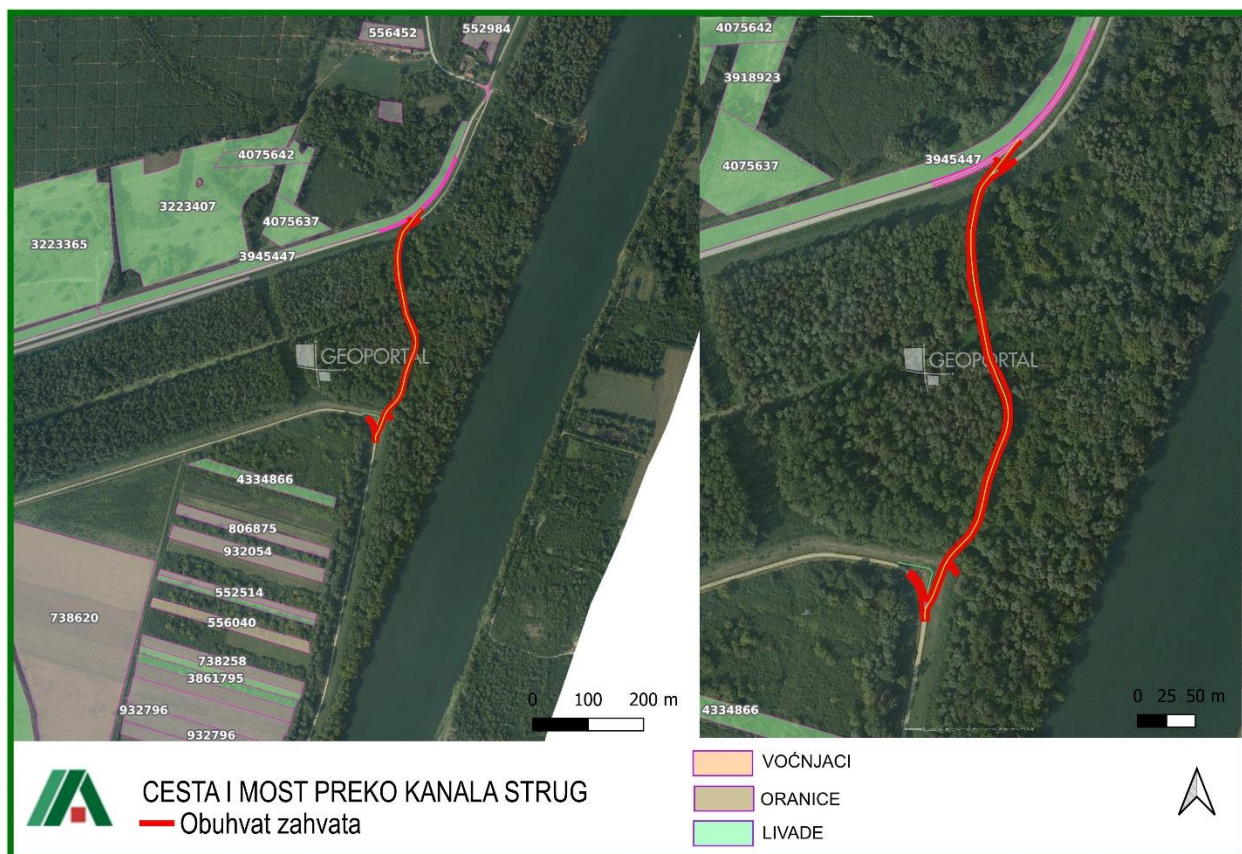 556452
552984
4075642
3223407
4075637
3223365
3945447
GEOPORTAL
4334866
806875
932054
552514
556040
738620
738258
3861795
932796
932796
0 100 200 m
4075642
3918923
4075637
3945447
GEOPORTAL
4334866
0 25 50 m
CESTA I MOST PREKO KANALA STRUG
Obuhvat zahvata
VOĆNJACI
ORANICE
LIVADE